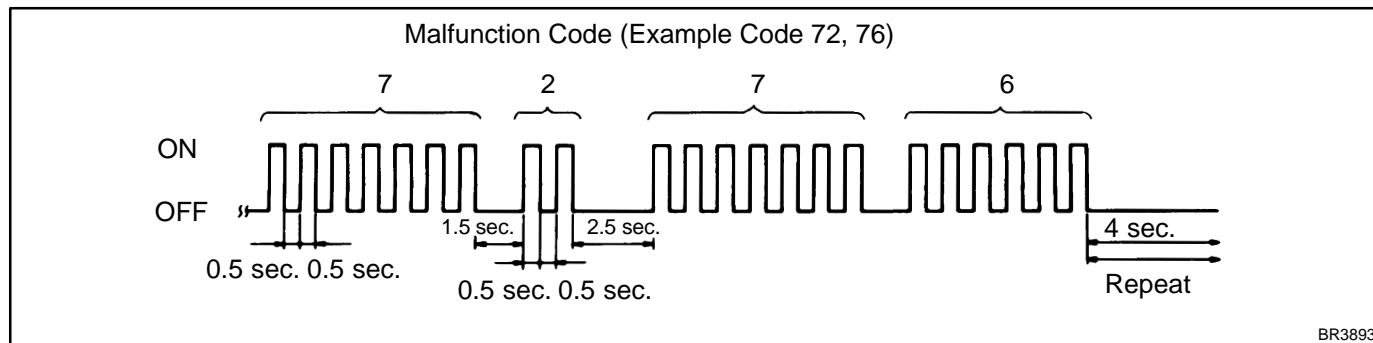 Malfunction Code (Example Code 72, 76)
7 2 7 6
ON
OFF
1.5 sec. 2.5 sec. 4 sec.
0.5 sec. 0.5 sec.
0.5 sec. 0.5 sec.
Repeat
BR3893